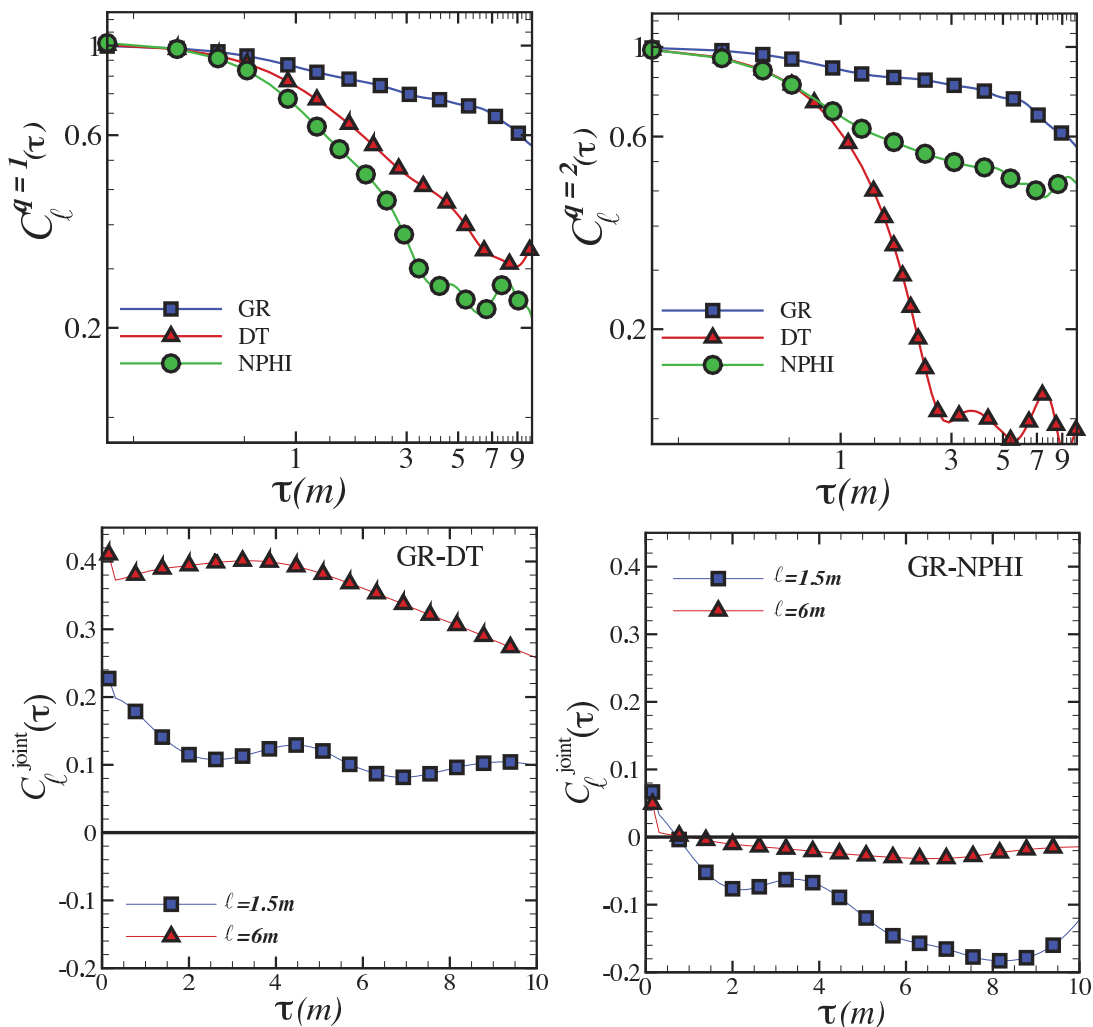 1
0.6
0.2
C_ℓ^{q = 1}(τ)
GR
DT
NPHI
1 3 5 7 9
τ(m)
1
0.6
0.2
C_ℓ^{q = 2}(τ)
GR
DT
NPHI
1 3 5 7 9
τ(m)
GR-DT
0.4
0.3
0.2
0.1
0
-0.1
-0.2
C_ℓ^{joint}(τ)
ℓ=1.5m
ℓ=6m
0 2 4 6 8 10
τ(m)
GR-NPHI
ℓ=1.5m
ℓ=6m
0.4
0.3
0.2
0.1
0
-0.1
-0.2
C_ℓ^{joint}(τ)
0 2 4 6 8 10
τ(m)